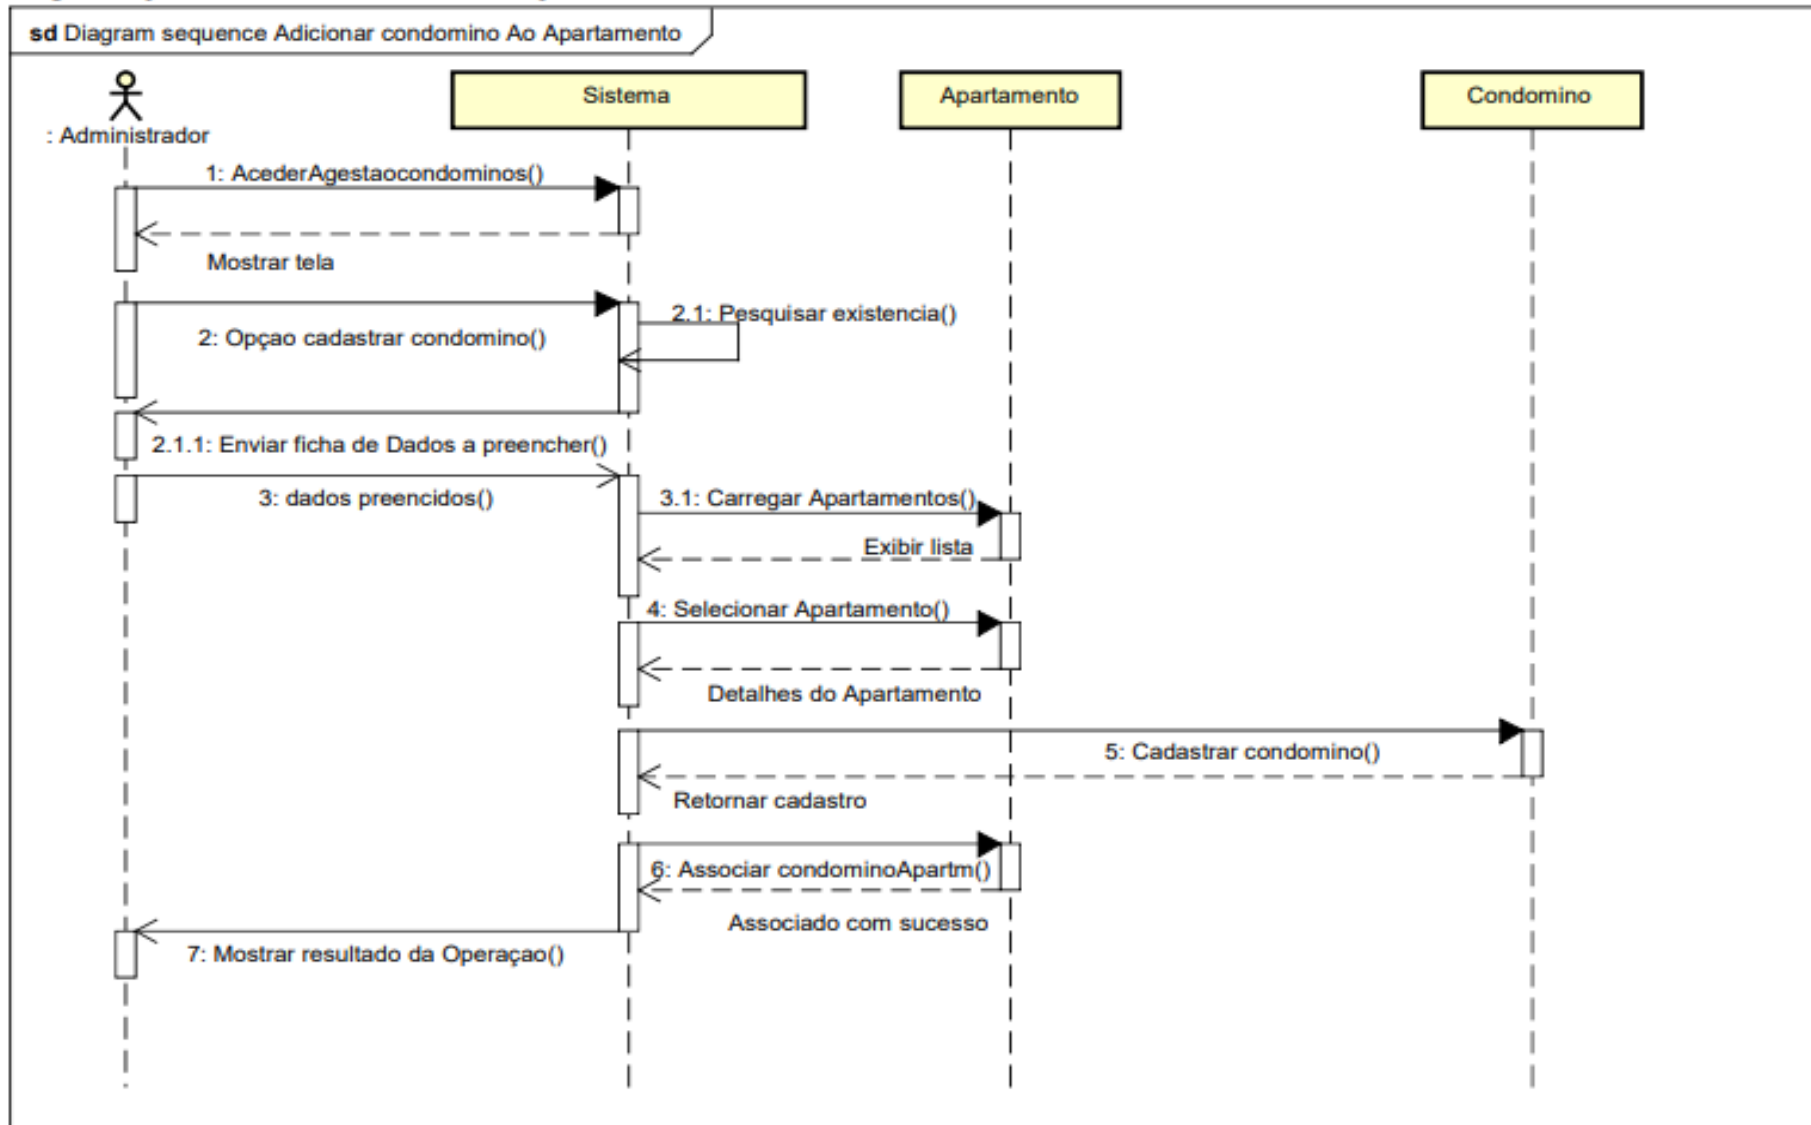 sd Diagram sequence Adicionar condomino Ao Apartamento
Sistema
Apartamento
Condomino
: Administrador
1: AcederAgestaocondominos()
Mostrar tela
2.1: Pesquisar existencia()
2: Opçao cadastrar condomino()
2.1.1: Enviar ficha de Dados a preencher()
3: dados preencidos()
3.1: Carregar Apartamentos()
Exibir lista
4: Selecionar Apartamento()
Detalhes do Apartamento
5: Cadastrar condomino()
Retornar cadastro
6: Associar condominoApartm()
Associado com sucesso
7: Mostrar resultado da Operaçao()